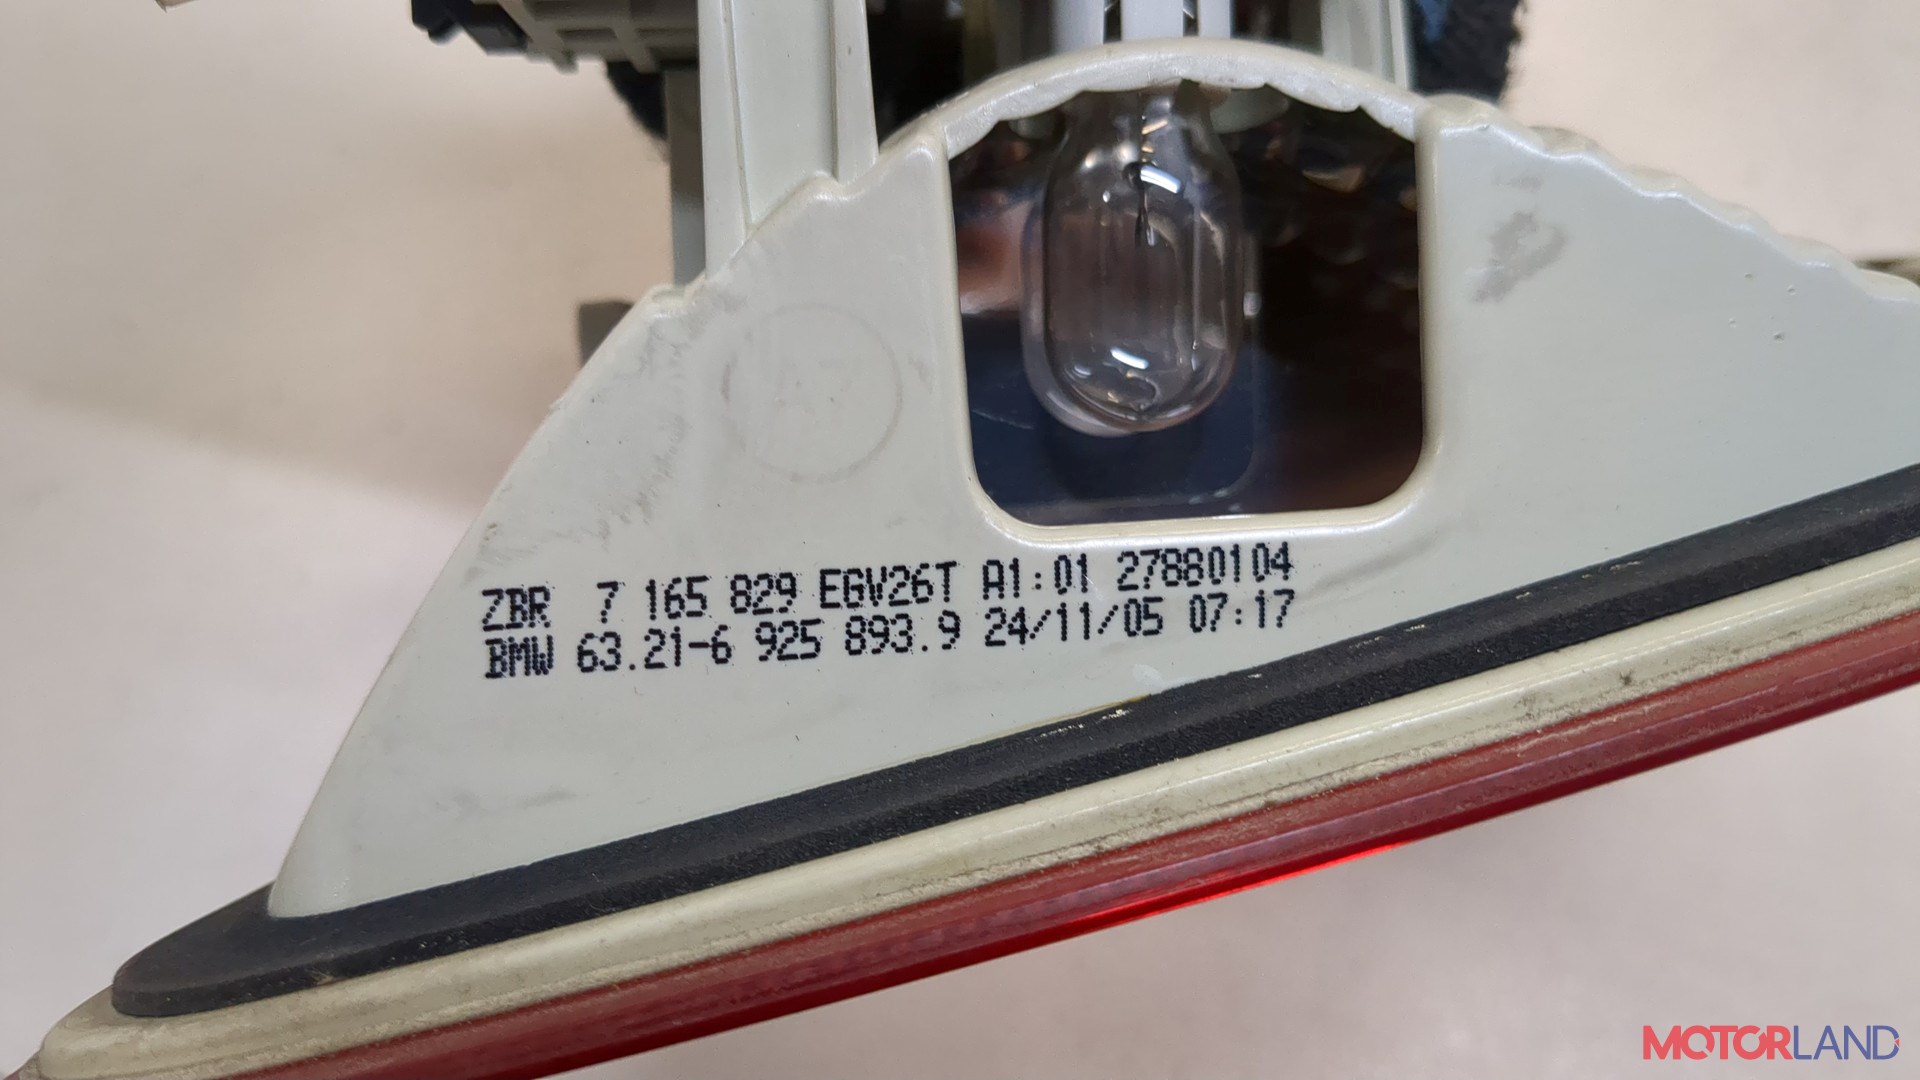 ZBR 7 165 829 EGV26T A1:01 27880104
BMW 63.21-6 925 893.9 24/11/05 07:17
MOTORLAND